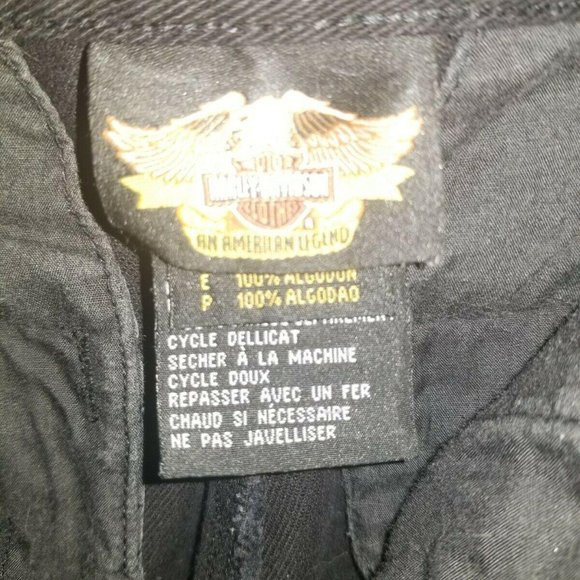 HARLEY-DAVIDSON
AN AMERICAN LEGEND
E 100% ALGODON
P 100% ALGODAO
CYCLE DELLICAT
SECHER À LA MACHINE
CYCLE DOUX
REPASSER AVEC UN FER
CHAUD SI NÉCESSAIRE
NE PAS JAVELLISER